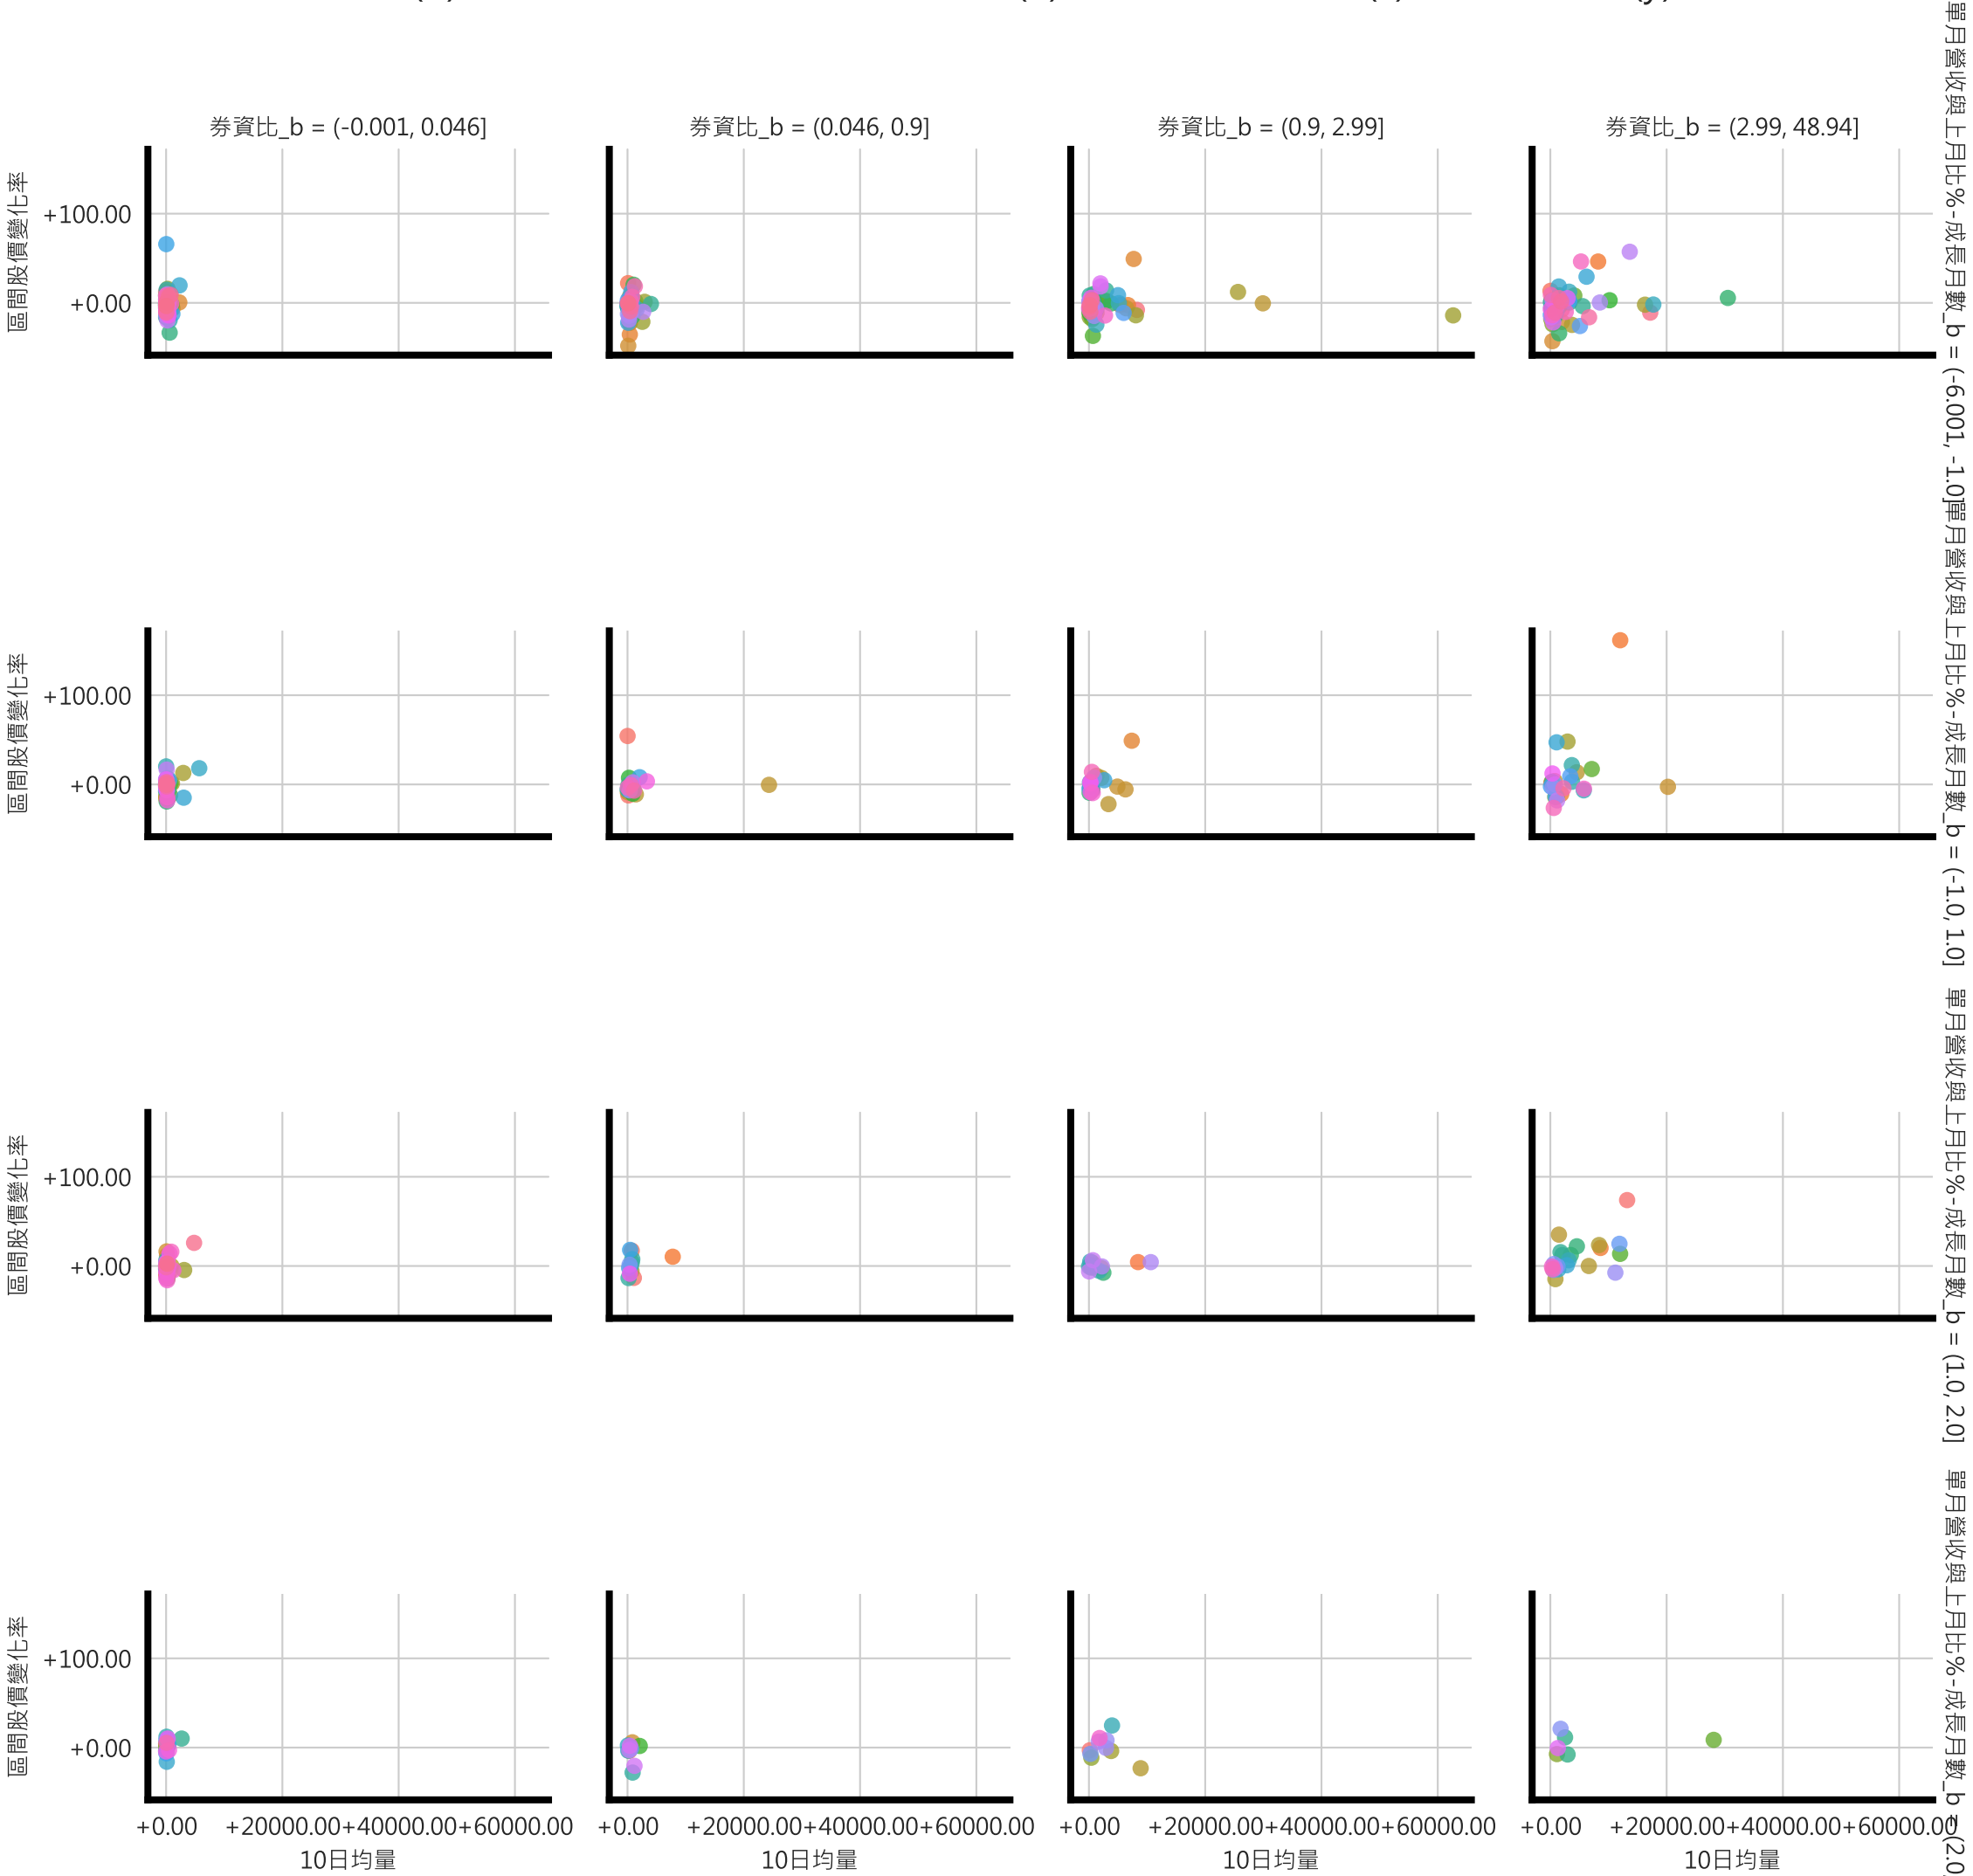 券資比_b = (-0.001, 0.046]
券資比_b = (0.046, 0.9]
券資比_b = (0.9, 2.99]
券資比_b = (2.99, 48.94]
區間股價變化率
+100.00
+0.00
單月營收與上月比%-成長月數_b = (-6.001, -1.0]
區間股價變化率
+100.00
+0.00
單月營收與上月比%-成長月數_b = (-1.0, 1.0]
區間股價變化率
+100.00
+0.00
單月營收與上月比%-成長月數_b = (1.0, 2.0]
區間股價變化率
+100.00
+0.00
單月營收與上月比%-成長月數_b = (2.0
+0.00 +20000.00 +40000.00 +60000.00
+0.00 +20000.00 +40000.00 +60000.00
+0.00 +20000.00 +40000.00 +60000.00
+0.00 +20000.00 +40000.00 +60000.00
10日均量
10日均量
10日均量
10日均量